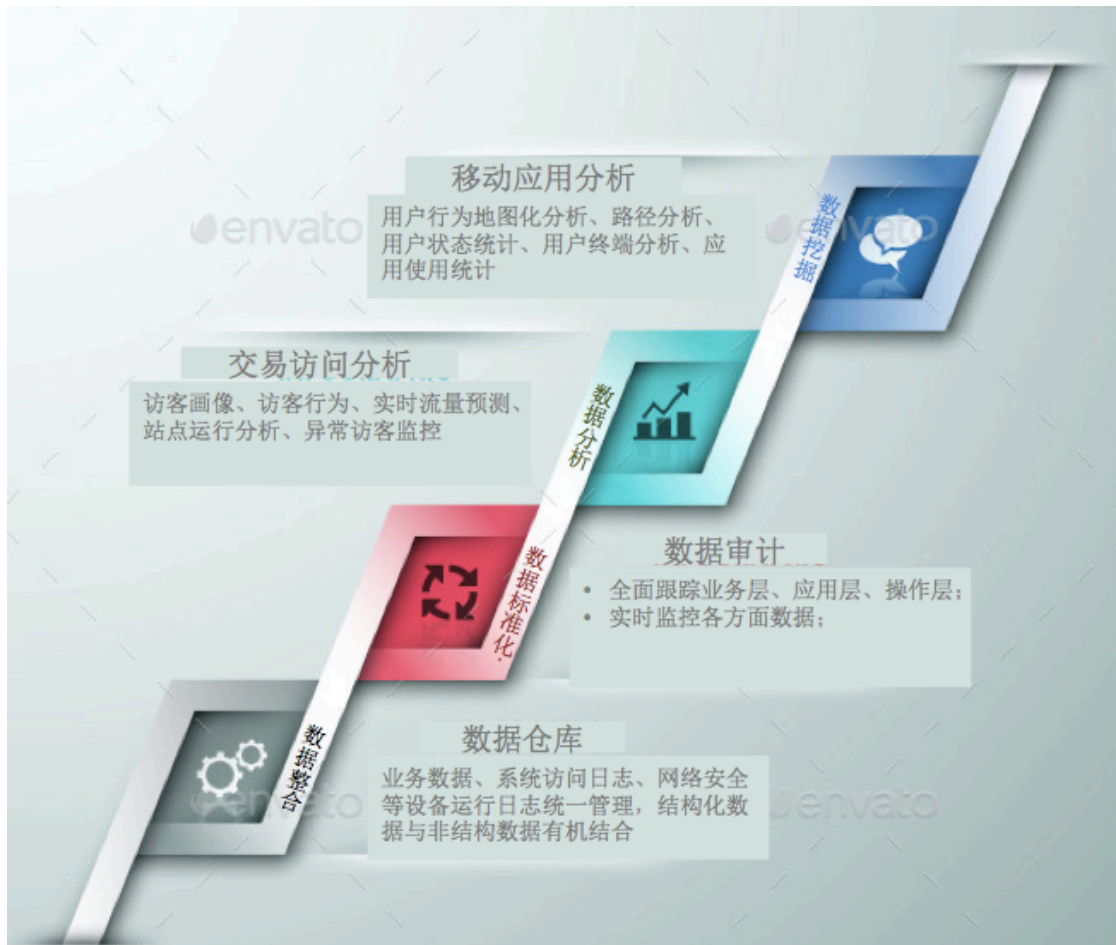 移动应用分析
用户行为地图化分析、路径分析、
用户状态统计、用户终端分析、应
用使用统计
数据挖掘
envato
envato
交易访问分析
访客画像、访客行为、实时流量预测、
站点运行分析、异常访客监控
数据分析
数据审计
• 全面跟踪业务层、应用层、操作层；
• 实时监控各方面数据；
数据标准化.
数据仓库
业务数据、系统访问日志、网络安全
等设备运行日志统一管理，结构化数
据与非结构数据有机结合
数据整合
envato
envato